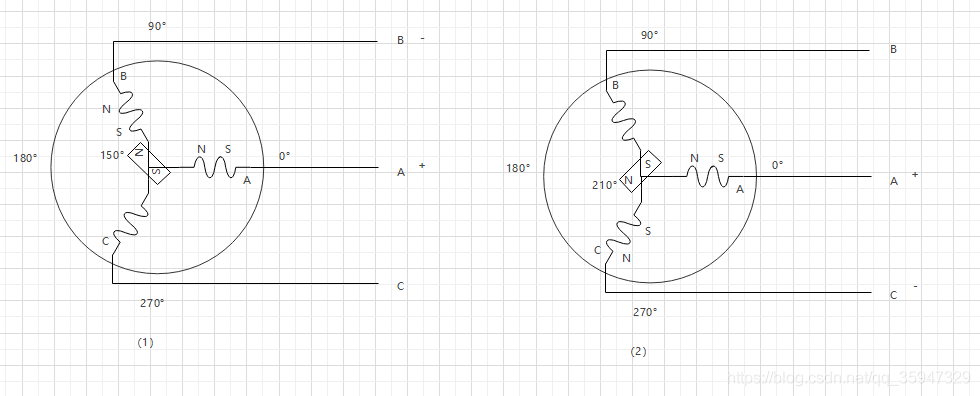 90°
B -
B
N
S
150°
N
S
N S
0°
180°
A +
A
C
C
270°
(1)
90°
B
B
S
N
N S
0°
180°
210°
A +
A
S
C
N
C -
270°
(2)
https://blog.csdn.net/qq_35947329